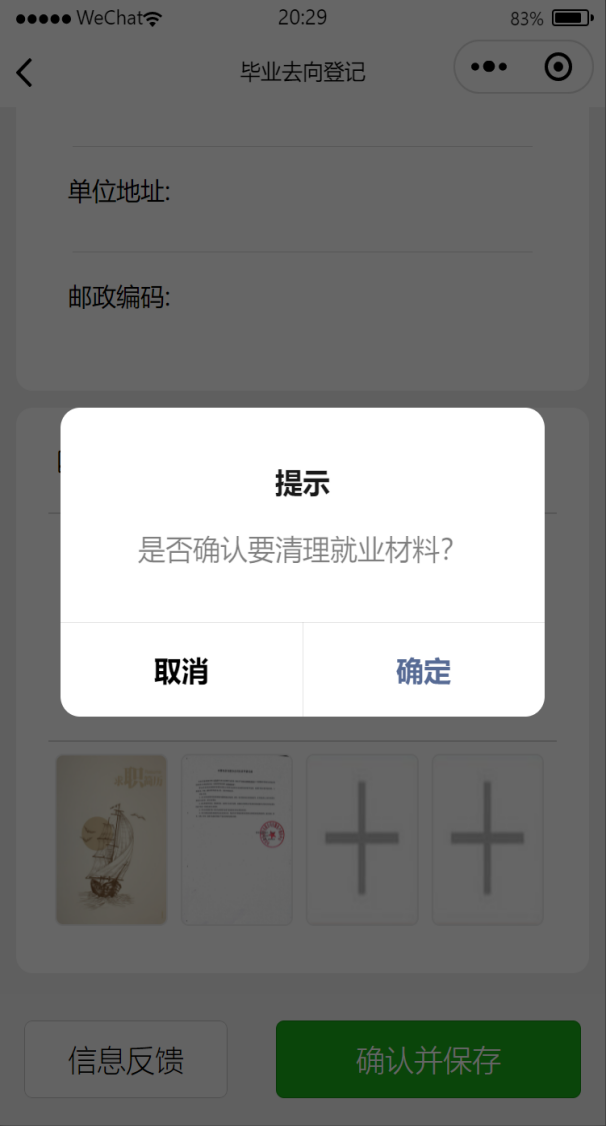 WeChat 20:29 83%
毕业去向登记
单位地址:
邮政编码:
提示
是否确认要清理就业材料?
取消 确定
信息反馈 确认并保存